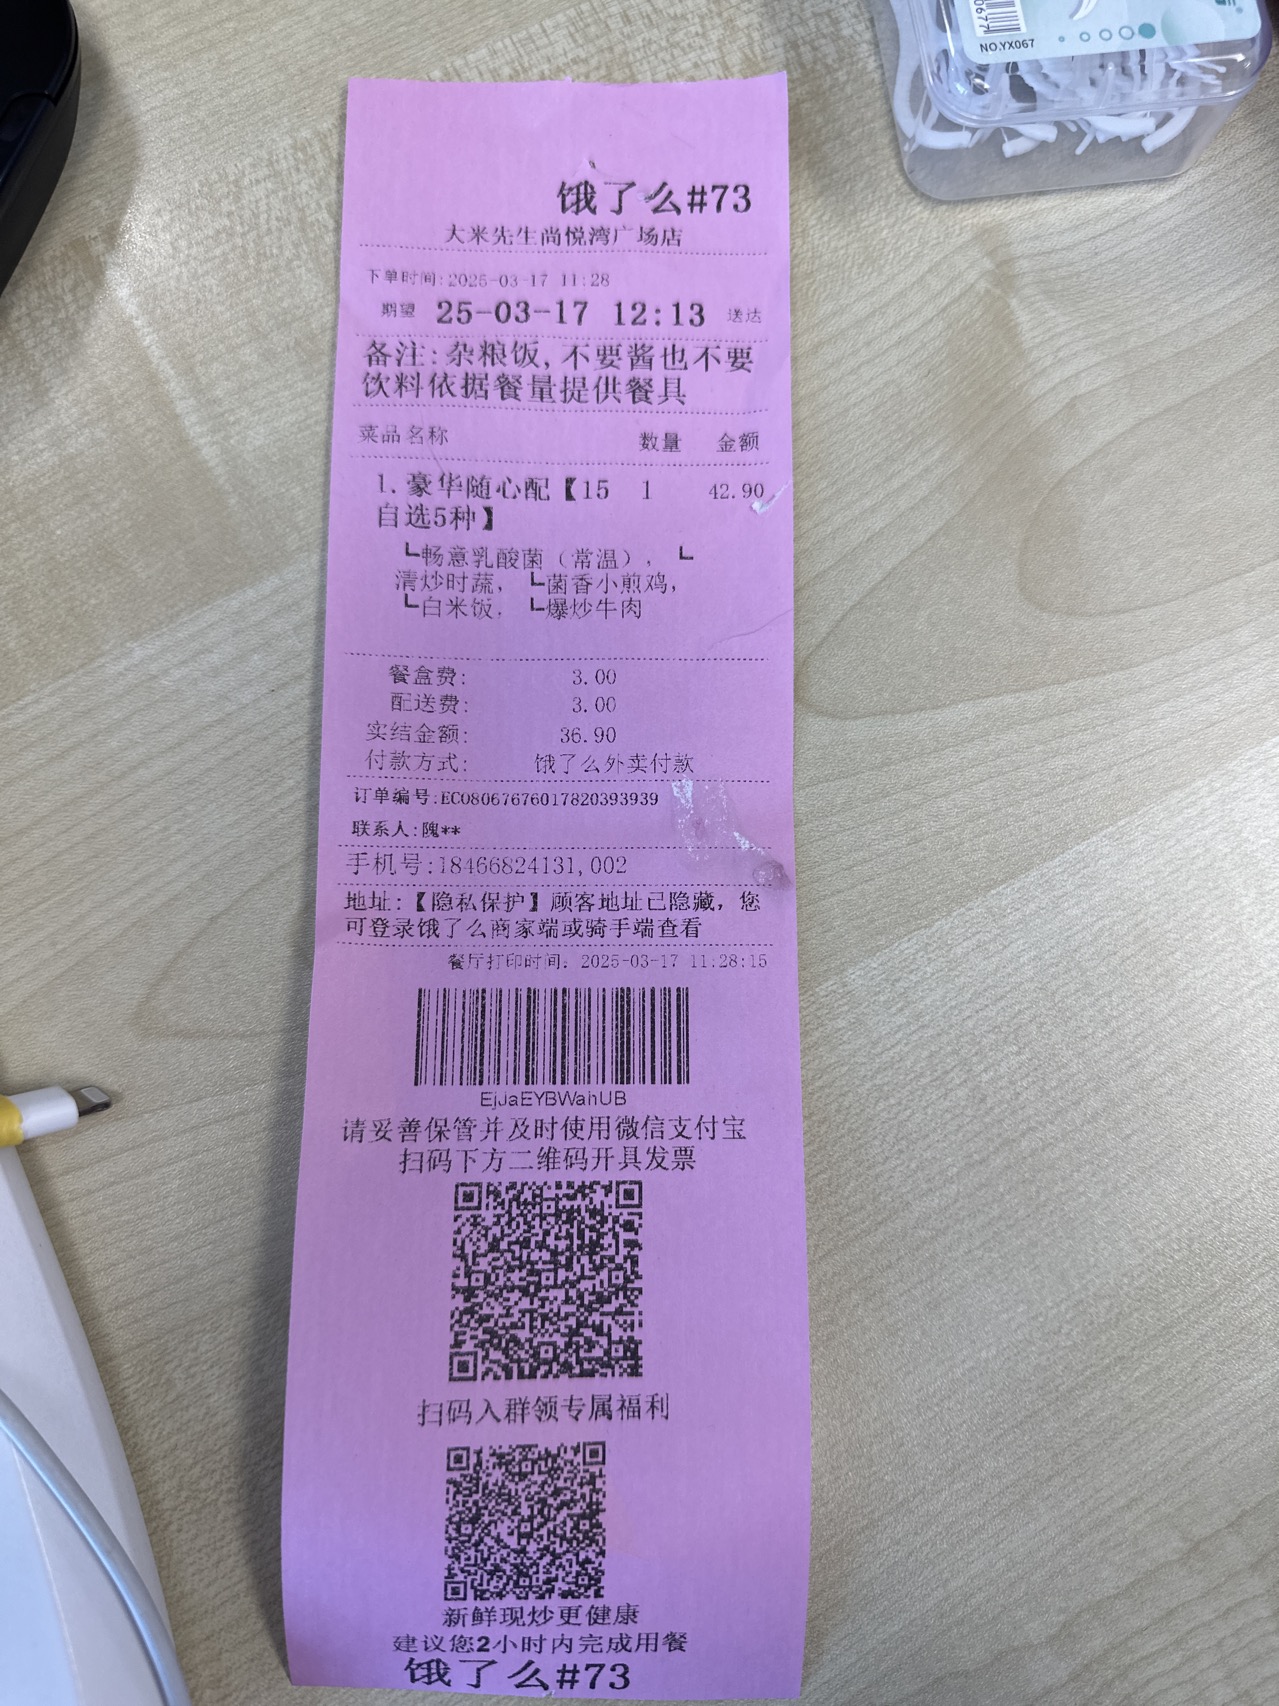 NO.YX067
饿了么#73
大米先生尚悦湾广场店
下单时间:2025-03-17 11:28
期望 25-03-17 12:13 送达
备注:杂粮饭,不要酱也不要
饮料依据餐量提供餐具
菜品名称 数量 金额
1. 豪华随心配【15 1 42.90
自选5种】
┗畅意乳酸菌（常温）, ┗
清炒时蔬, ┗菌香小煎鸡,
┗白米饭, ┗爆炒牛肉
餐盒费: 3.00
配送费: 3.00
实结金额: 36.90
付款方式: 饿了么外卖付款
订单编号:ECO8067676017820393939
联系人:隗**
手机号:18466824131,002
地址:【隐私保护】顾客地址已隐藏, 您
可登录饿了么商家端或骑手端查看
餐厅打印时间: 2025-03-17 11:28:15
EjJaEYBWahUB
请妥善保管并及时使用微信支付宝
扫码下方二维码开具发票
扫码入群领专属福利
新鲜现炒更健康
建议您2小时内完成用餐
饿了么#73